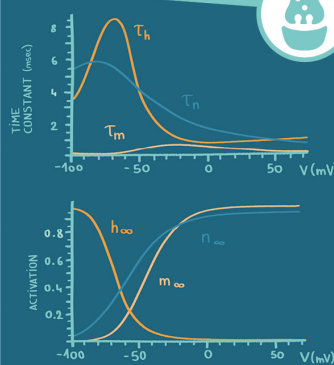 8
6
4
2
TIME
CONSTANT (msec)
τh
τn
τm
-100
-50
0
50
V(mV)
0.8
0.6
0.4
0.2
ACTIVATION
h∞
n∞
m∞
-100
-50
0
50
V(mV)